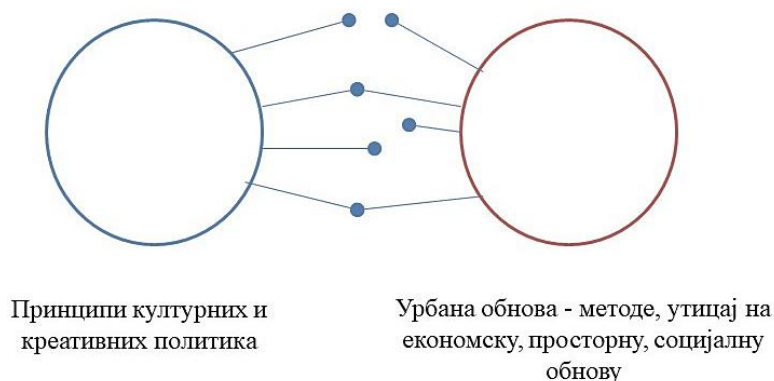 Принципи културних и
креативних политика
Урбана обнова - методе, утицај на
економску, просторну, социјалну
обнову